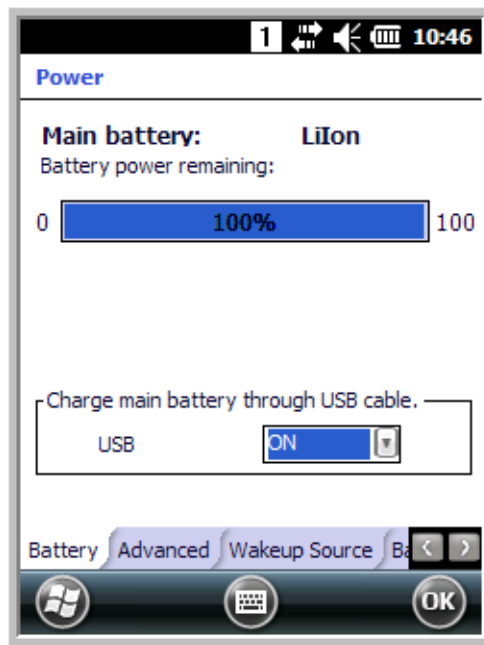 1 10:46
Power
Main battery: LiIon
Battery power remaining:
0 100% 100
Charge main battery through USB cable.
USB ON
Battery Advanced Wakeup Source Ba
OK